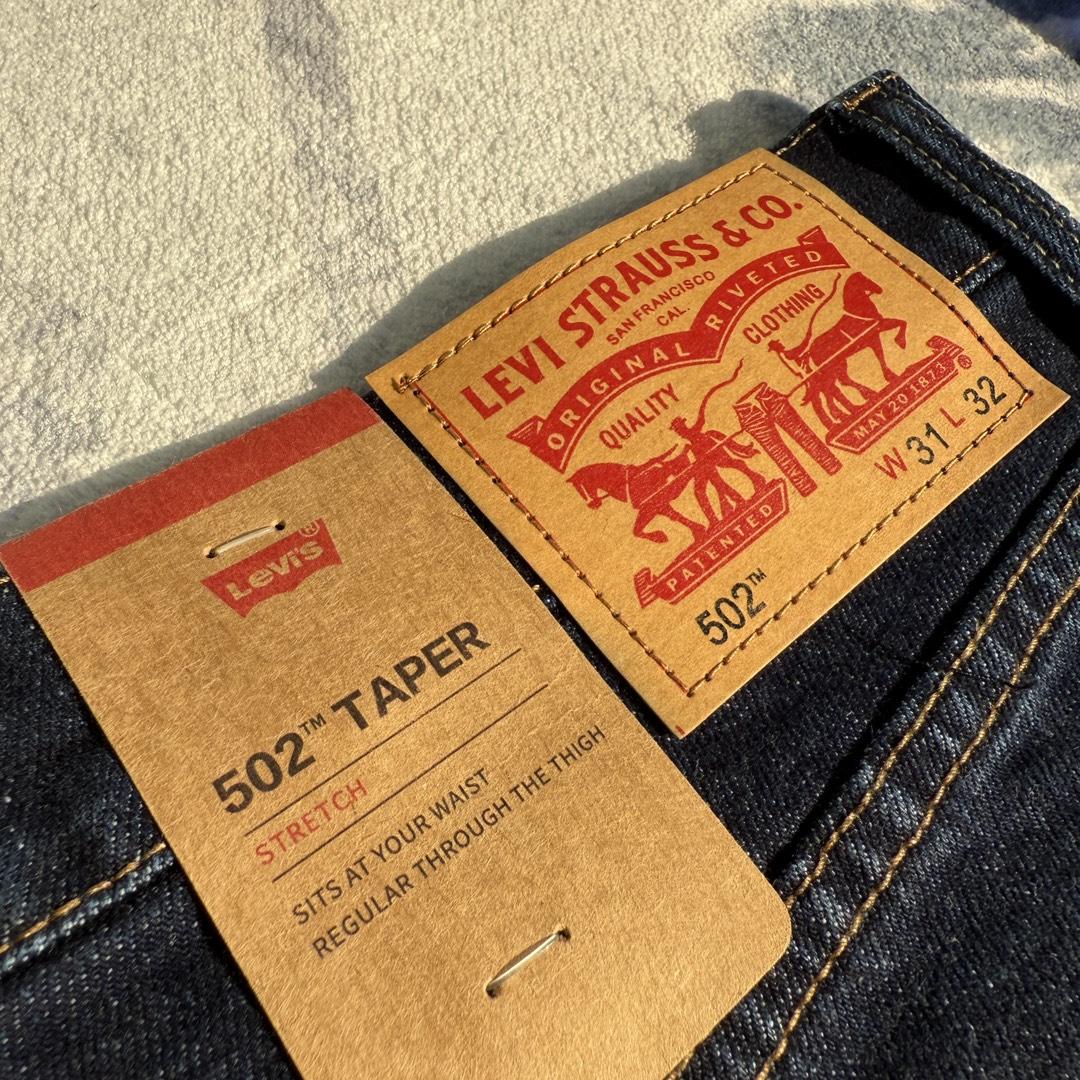 LEVI STRAUSS & CO.
SAN FRANCISCO
CAL.
ORIGINAL RIVETED
QUALITY CLOTHING
PATENTED MAY 20 1873 ®
502™ W 31 L 32
Levi's®
502™ TAPER
STRETCH
SITS AT YOUR WAIST
REGULAR THROUGH THE THIGH